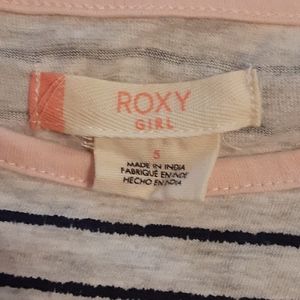 ROXY
GIRL
5
MADE IN INDIA
FABRIQUÉ EN INDE
HECHO EN INDIA